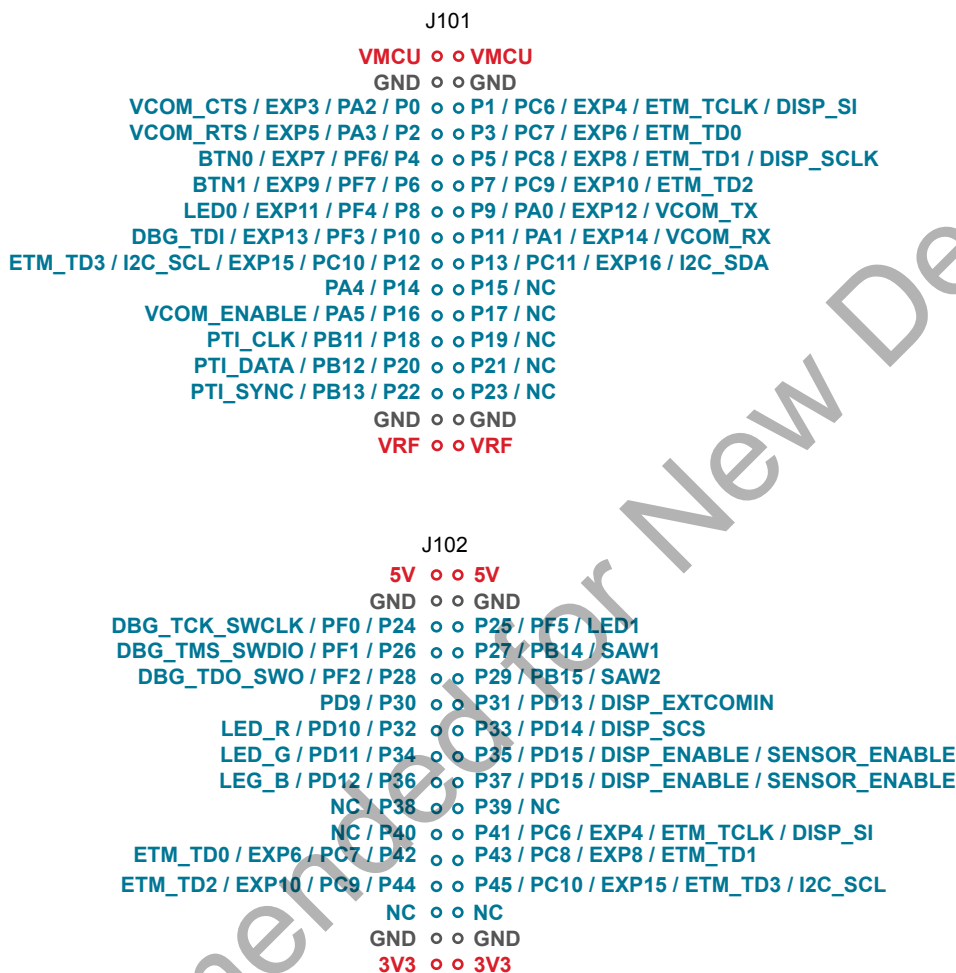 J101
VMCU VMCU
GND GND
VCOM_CTS / EXP3 / PA2 / P0 P1 / PC6 / EXP4 / ETM_TCLK / DISP_SI
VCOM_RTS / EXP5 / PA3 / P2 P3 / PC7 / EXP6 / ETM_TD0
BTN0 / EXP7 / PF6/ P4 P5 / PC8 / EXP8 / ETM_TD1 / DISP_SCLK
BTN1 / EXP9 / PF7 / P6 P7 / PC9 / EXP10 / ETM_TD2
LED0 / EXP11 / PF4 / P8 P9 / PA0 / EXP12 / VCOM_TX
DBG_TDI / EXP13 / PF3 / P10 P11 / PA1 / EXP14 / VCOM_RX
ETM_TD3 / I2C_SCL / EXP15 / PC10 / P12 P13 / PC11 / EXP16 / I2C_SDA
PA4 / P14 P15 / NC
VCOM_ENABLE / PA5 / P16 P17 / NC
PTI_CLK / PB11 / P18 P19 / NC
PTI_DATA / PB12 / P20 P21 / NC
PTI_SYNC / PB13 / P22 P23 / NC
GND GND
VRF VRF
J102
5V 5V
GND GND
DBG_TCK_SWCLK / PF0 / P24 P25 / PF5 / LED1
DBG_TMS_SWDIO / PF1 / P26 P27 / PB14 / SAW1
DBG_TDO_SWO / PF2 / P28 P29 / PB15 / SAW2
PD9 / P30 P31 / PD13 / DISP_EXTCOMIN
LED_R / PD10 / P32 P33 / PD14 / DISP_SCS
LED_G / PD11 / P34 P35 / PD15 / DISP_ENABLE / SENSOR_ENABLE
LEG_B / PD12 / P36 P37 / PD15 / DISP_ENABLE / SENSOR_ENABLE
NC / P38 P39 / NC
NC / P40 P41 / PC6 / EXP4 / ETM_TCLK / DISP_SI
ETM_TD0 / EXP6 / PC7 / P42 P43 / PC8 / EXP8 / ETM_TD1
ETM_TD2 / EXP10 / PC9 / P44 P45 / PC10 / EXP15 / ETM_TD3 / I2C_SCL
NC NC
GND GND
3V3 3V3
for New